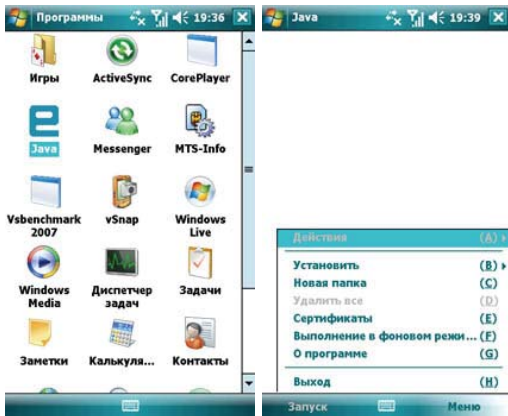 Программы 19:36
Игры ActiveSync CorePlayer
Java Messenger MTS-Info
Vsbenchmark 2007 vSnap Windows Live
Windows Media Диспетчер задач Задачи
Заметки Калькуля... Контакты
Java 19:39
Действия (A)
Установить (B)
Новая папка (C)
Удалить все (D)
Сертификаты (E)
Выполнение в фоновом режи... (F)
О программе (G)
Выход (H)
Запуск Меню